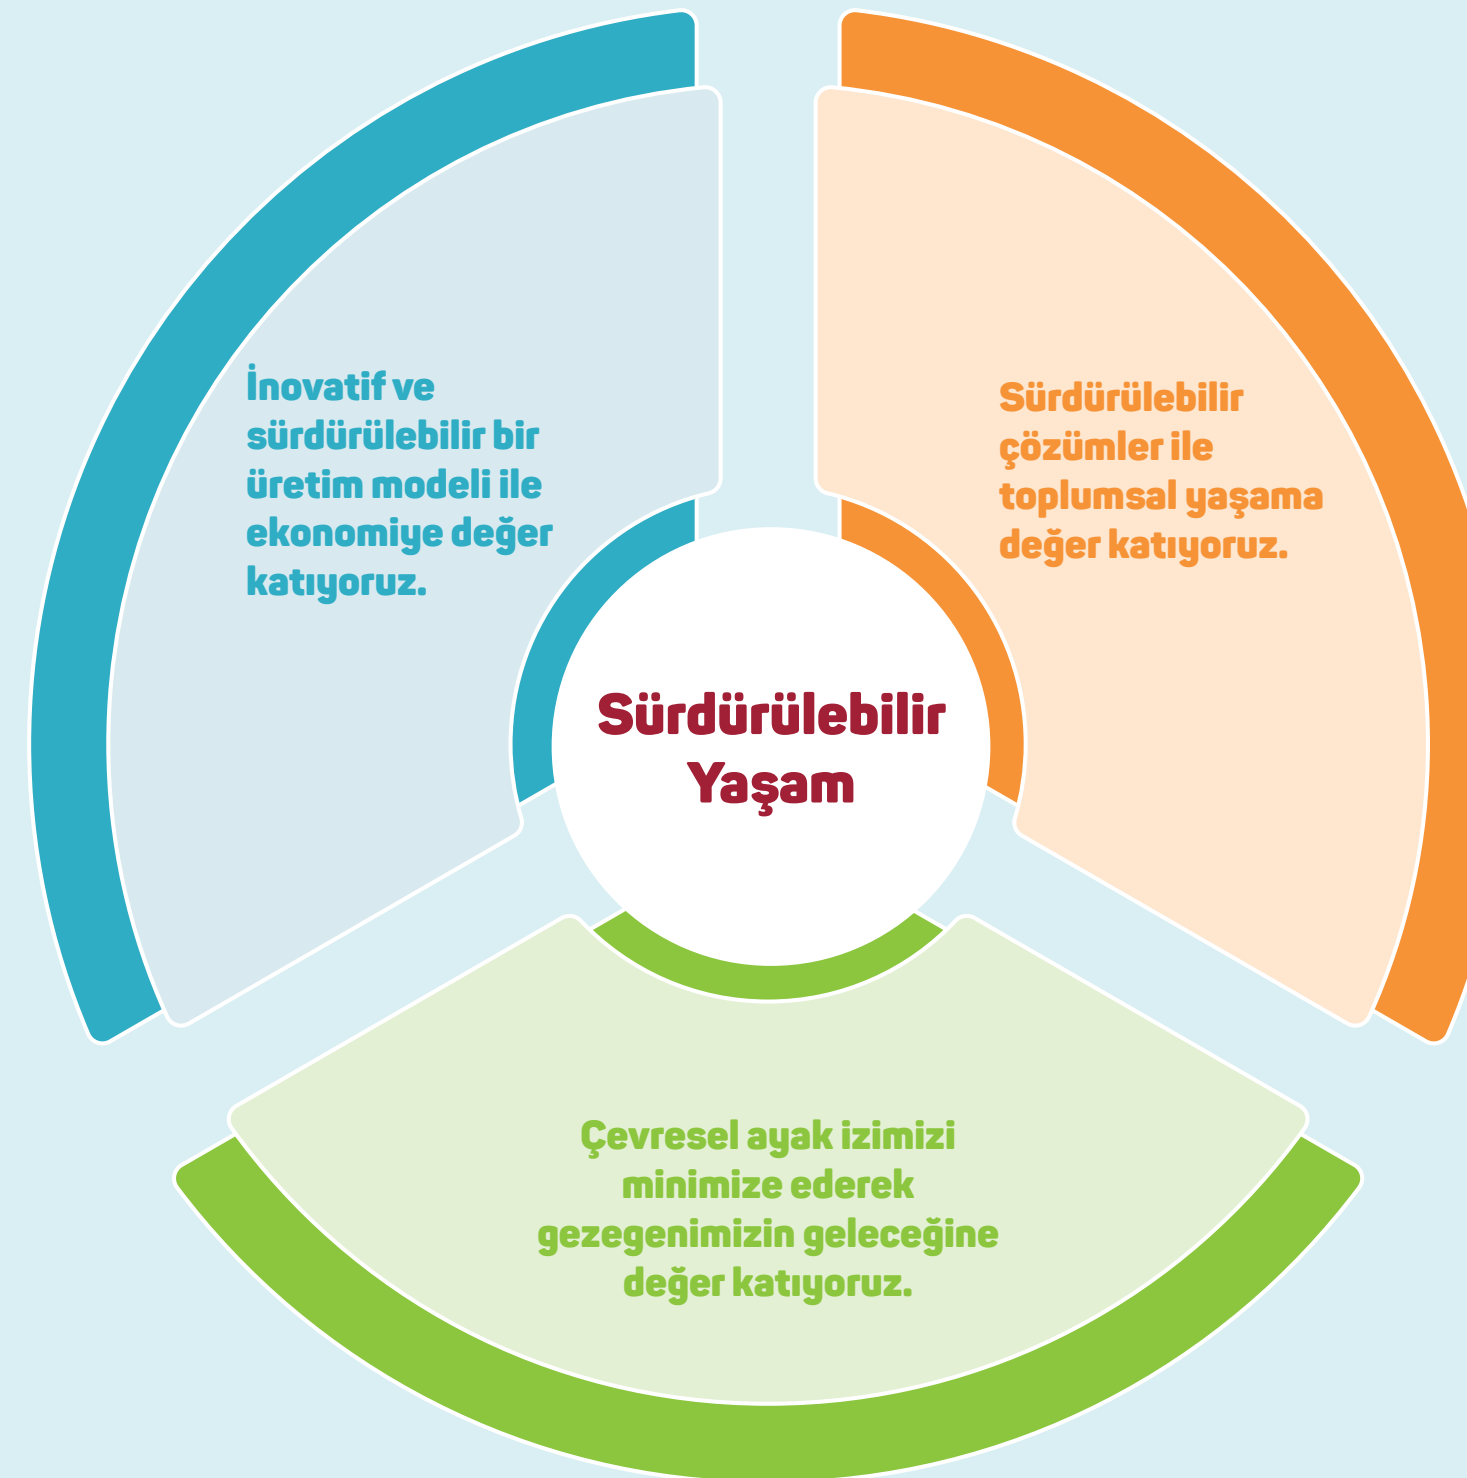 İnovatif ve
sürdürülebilir bir
üretim modeli ile
ekonomiye değer
katıyoruz.
Sürdürülebilir
çözümler ile
toplumsal yaşama
değer katıyoruz.
Sürdürülebilir
Yaşam
Çevresel ayak izimizi
minimize ederek
gezegenimizin geleceğine
değer katıyoruz.